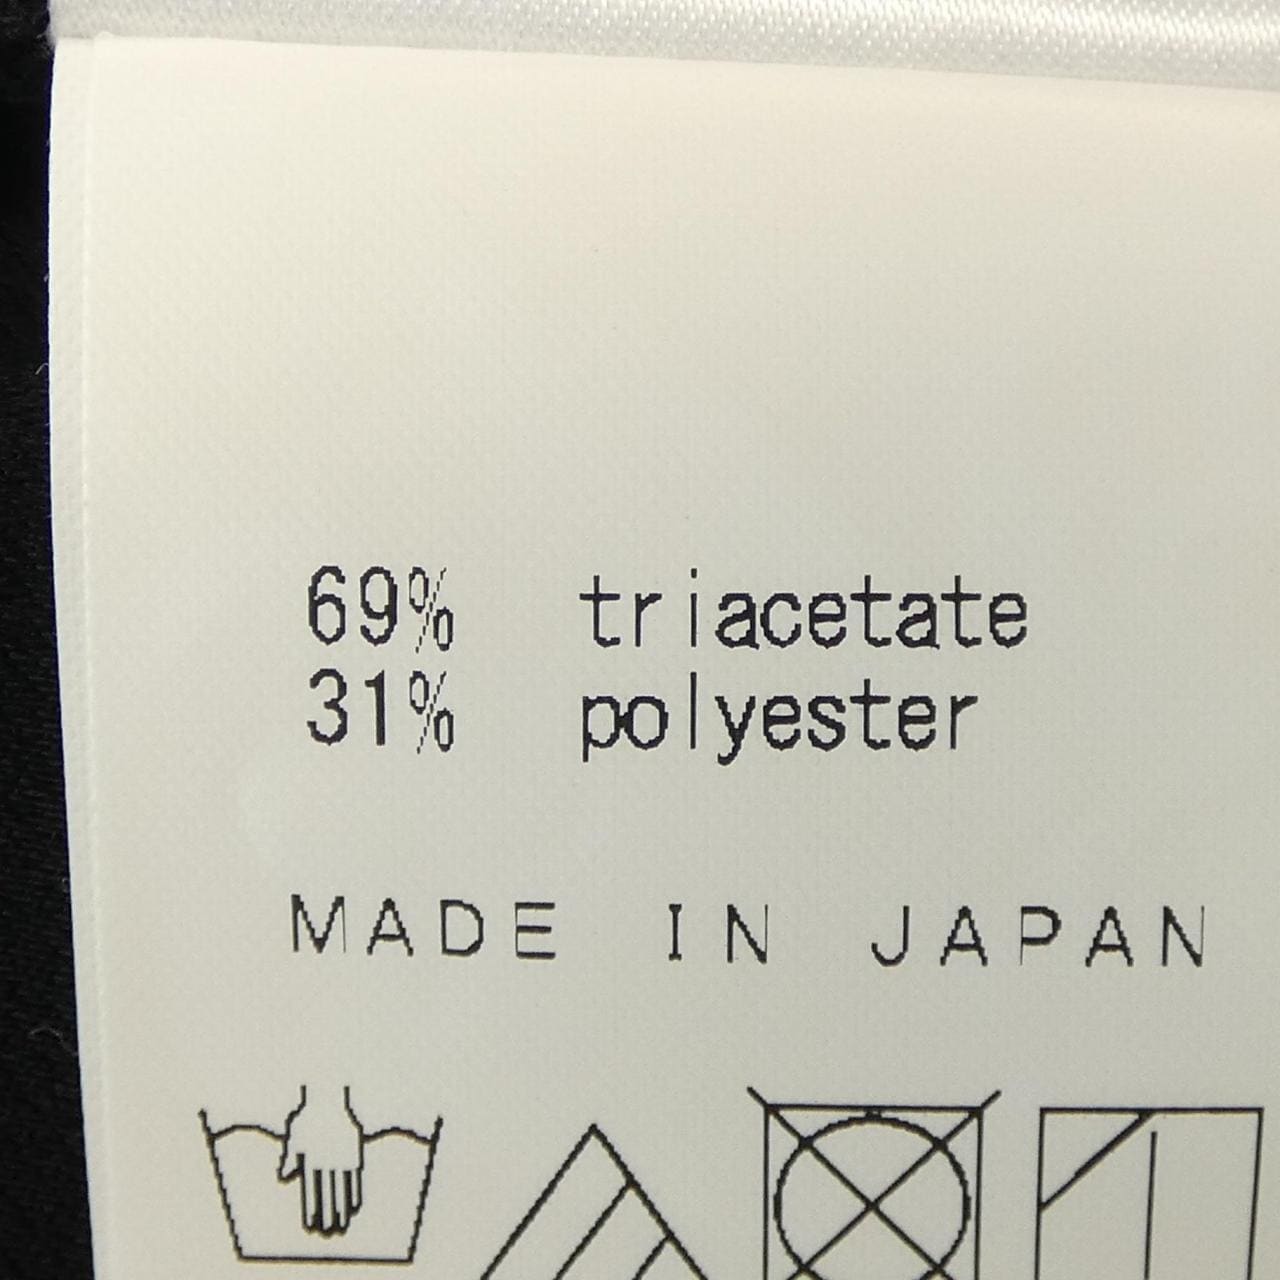 69% triacetate
31% polyester
MADE IN JAPAN